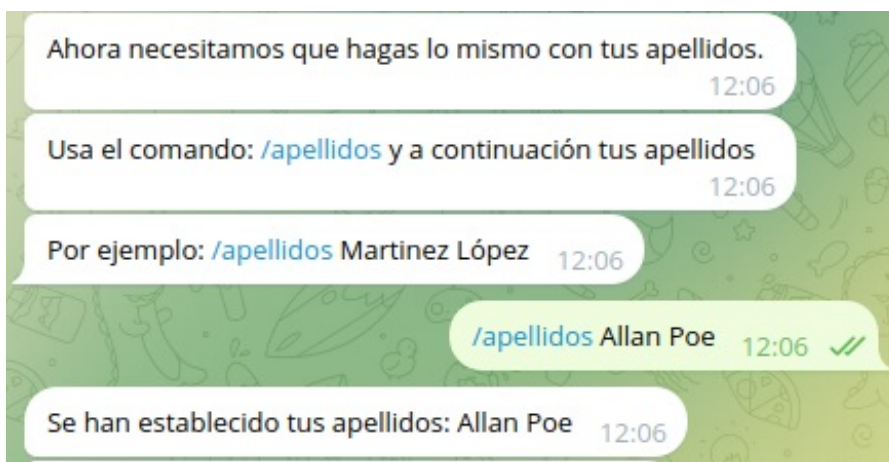 Ahora necesitamos que hagas lo mismo con tus apellidos.
12:06
Usa el comando: /apellidos y a continuación tus apellidos
12:06
Por ejemplo: /apellidos Martinez López 12:06
/apellidos Allan Poe 12:06
Se han establecido tus apellidos: Allan Poe 12:06